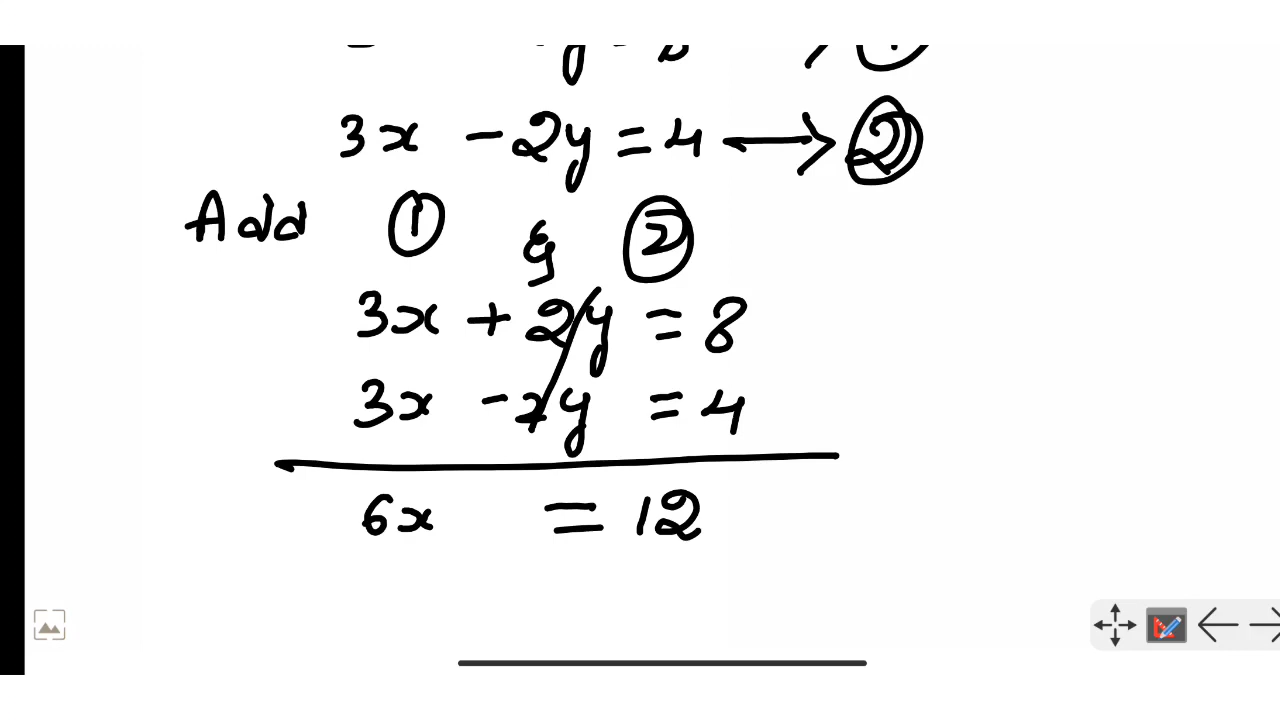 3x - 2y = 4 → ②
Add ① & ②
3x + 2y = 8
3x - 2y = 4
6x = 12